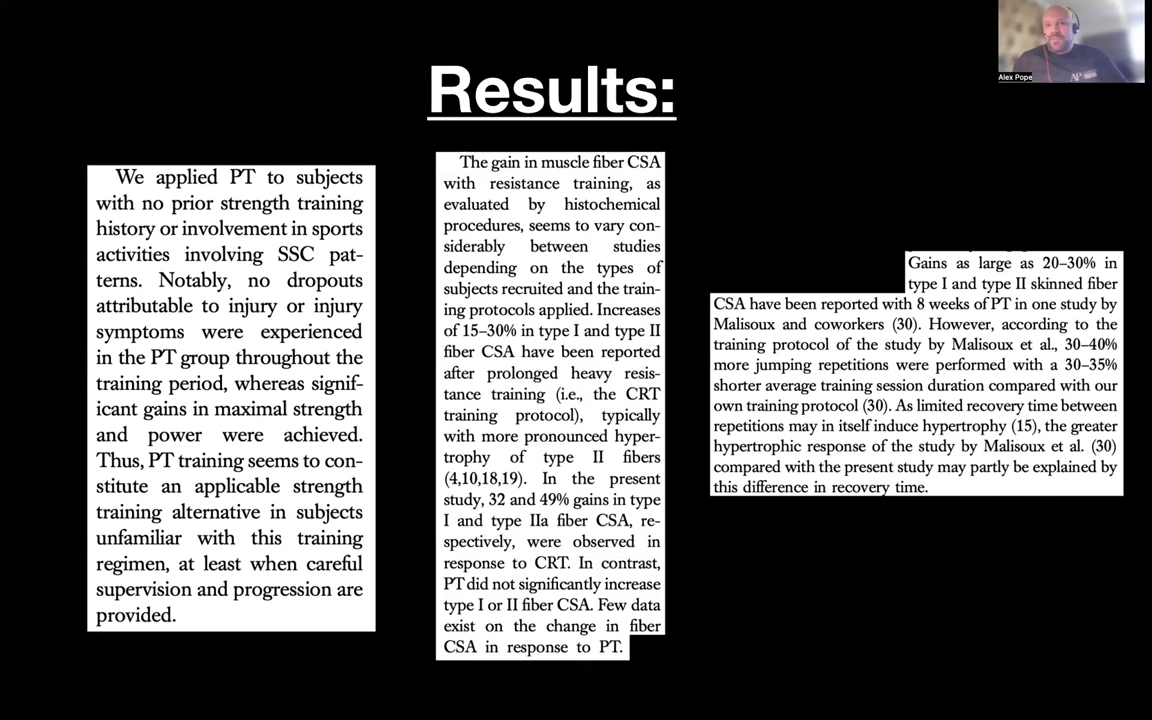 Alex Pope
Results:
We applied PT to subjects
with no prior strength training
history or involvement in sports
activities involving SSC pat-
terns. Notably, no dropouts
attributable to injury or injury
symptoms were experienced
in the PT group throughout the
training period, whereas signif-
icant gains in maximal strength
and power were achieved.
Thus, PT training seems to con-
stitute an applicable strength
training alternative in subjects
unfamiliar with this training
regimen, at least when careful
supervision and progression are
provided.
The gain in muscle fiber CSA
with resistance training, as
evaluated by histochemical
procedures, seems to vary con-
siderably between studies
depending on the types of
subjects recruited and the train-
ing protocols applied. Increases
of 15–30% in type I and type II
fiber CSA have been reported
after prolonged heavy resis-
tance training (i.e., the CRT
training protocol), typically
with more pronounced hyper-
trophy of type II fibers
(4,10,18,19). In the present
study, 32 and 49% gains in type
I and type IIa fiber CSA, re-
spectively, were observed in
response to CRT. In contrast,
PT did not significantly increase
type I or II fiber CSA. Few data
exist on the change in fiber
CSA in response to PT.
Gains as large as 20–30% in
type I and type II skinned fiber
CSA have been reported with 8 weeks of PT in one study by
Malisoux and coworkers (30). However, according to the
training protocol of the study by Malisoux et al., 30–40%
more jumping repetitions were performed with a 30–35%
shorter average training session duration compared with our
own training protocol (30). As limited recovery time between
repetitions may in itself induce hypertrophy (15), the greater
hypertrophic response of the study by Malisoux et al. (30)
compared with the present study may partly be explained by
this difference in recovery time.